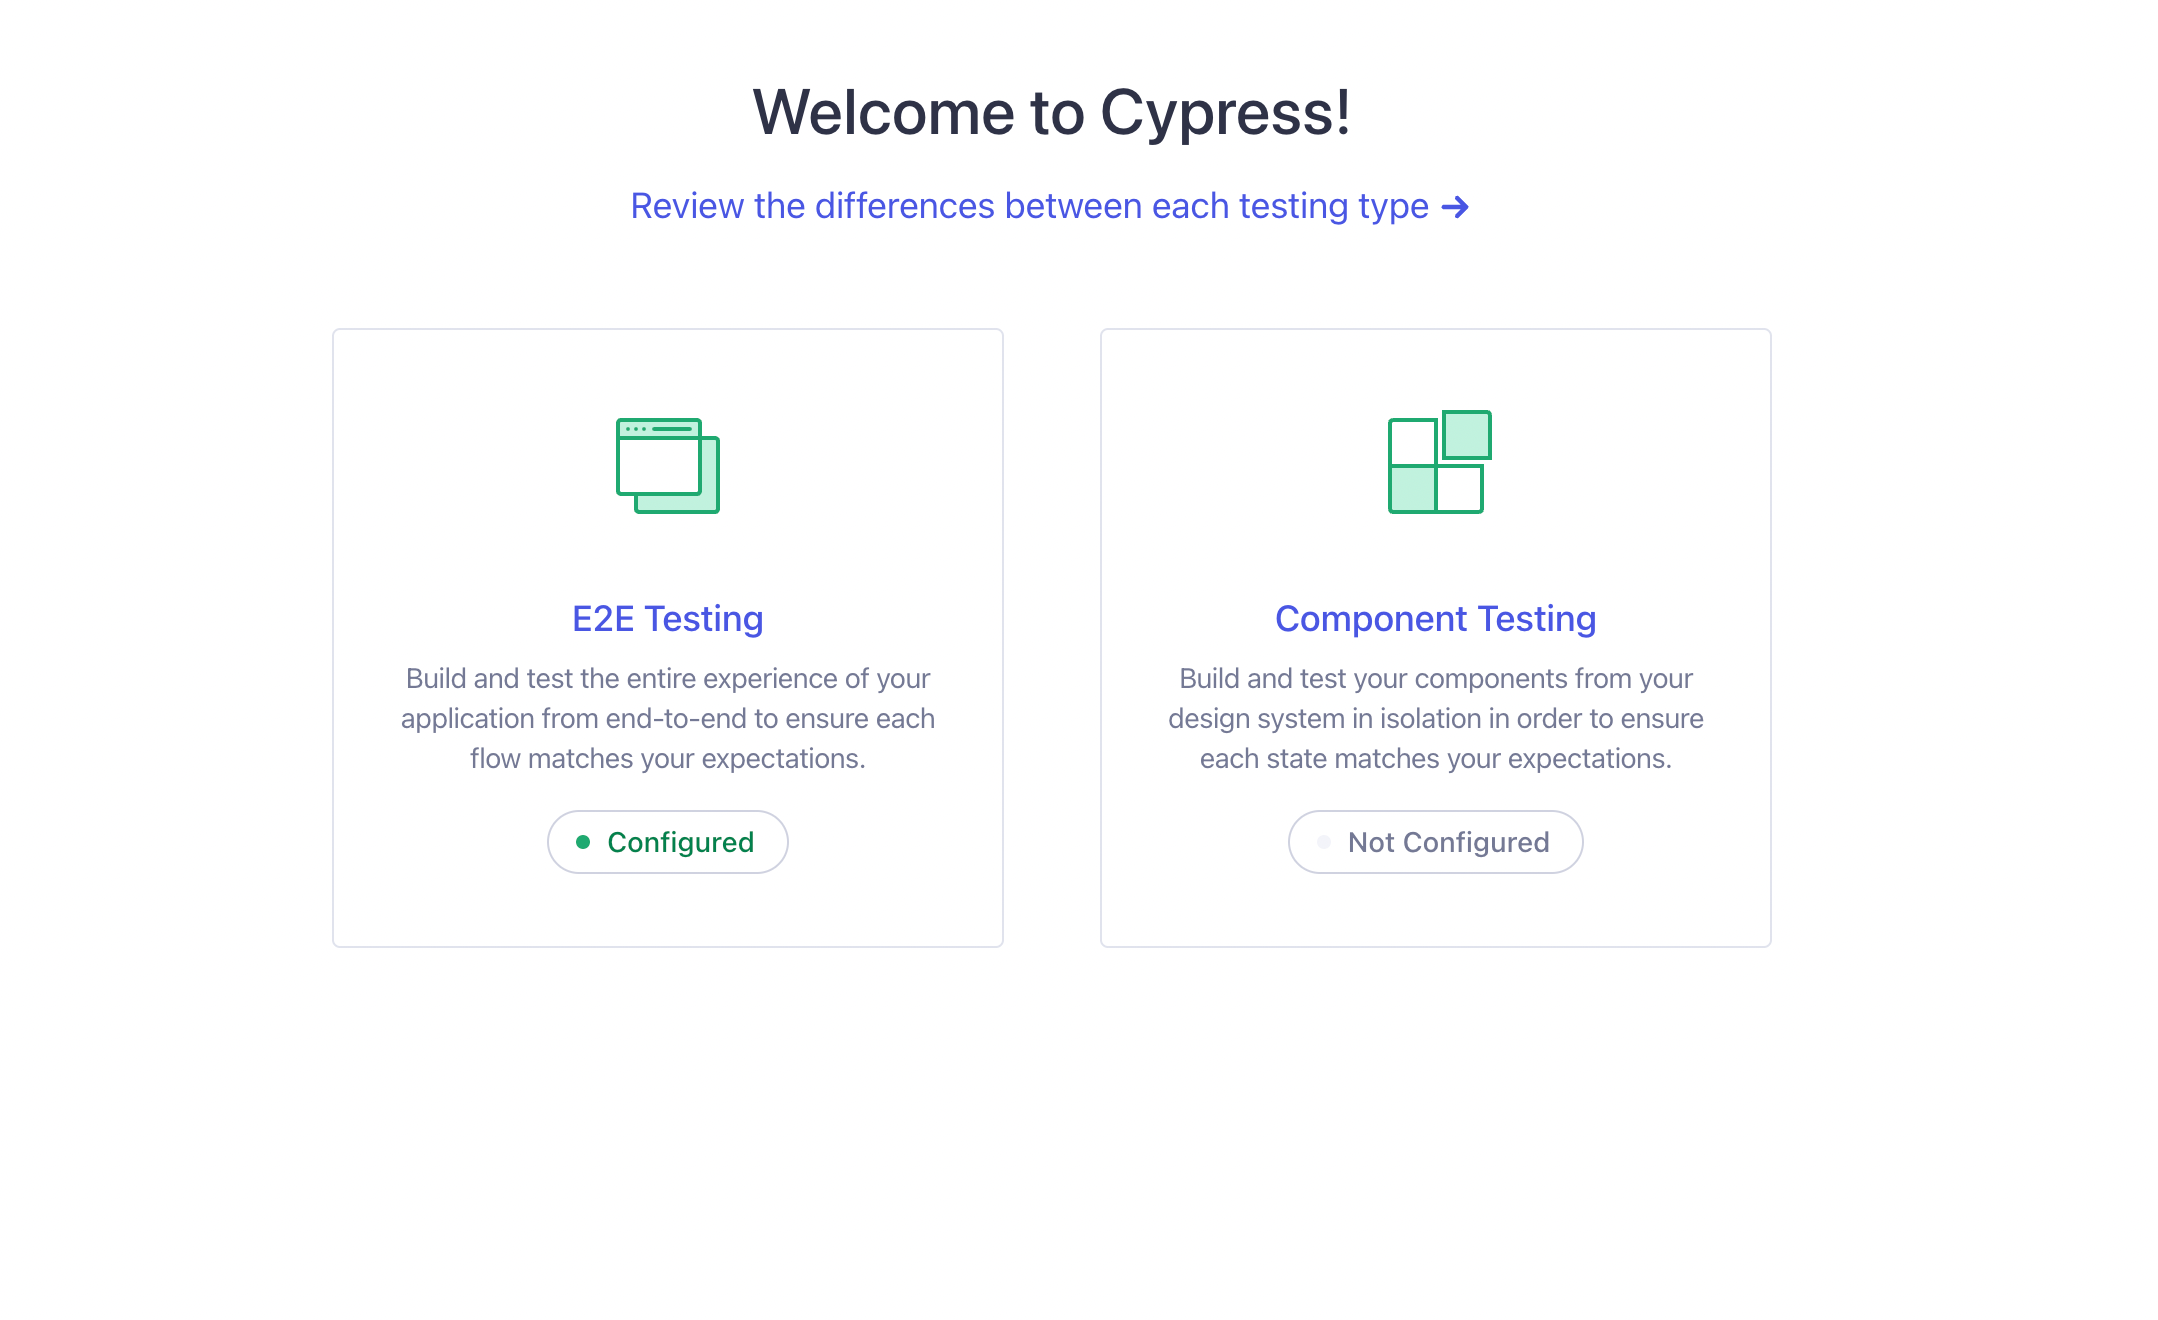 Welcome to Cypress!
Review the differences between each testing type →
E2E Testing
Build and test the entire experience of your
application from end-to-end to ensure each
flow matches your expectations.
Configured
Component Testing
Build and test your components from your
design system in isolation in order to ensure
each state matches your expectations.
Not Configured